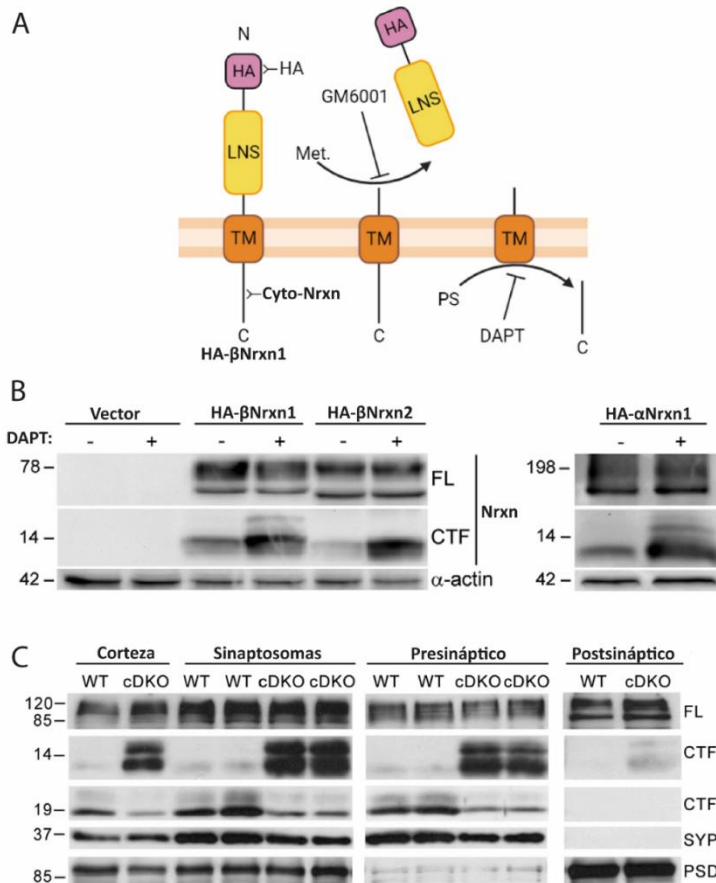 A
N
HA
HA
LNS
HA
LNS
GM6001
Met.
TM
TM
TM
Cyto-Nrxn
PS
DAPT
C
C
C
HA-βNrxn1
B
Vector HA-βNrxn1 HA-βNrxn2 HA-αNrxn1
DAPT: - + - + - + - +
78 FL 198
14 CTF Nrxn 14
42 α-actin 42
C
Corteza Sinaptosomas Presináptico Postsináptico
WT cDKO WT WT cDKO cDKO WT WT cDKO cDKO WT cDKO
120
85 FL
14 CTF
19 CTF
37 SYP
85 PSD